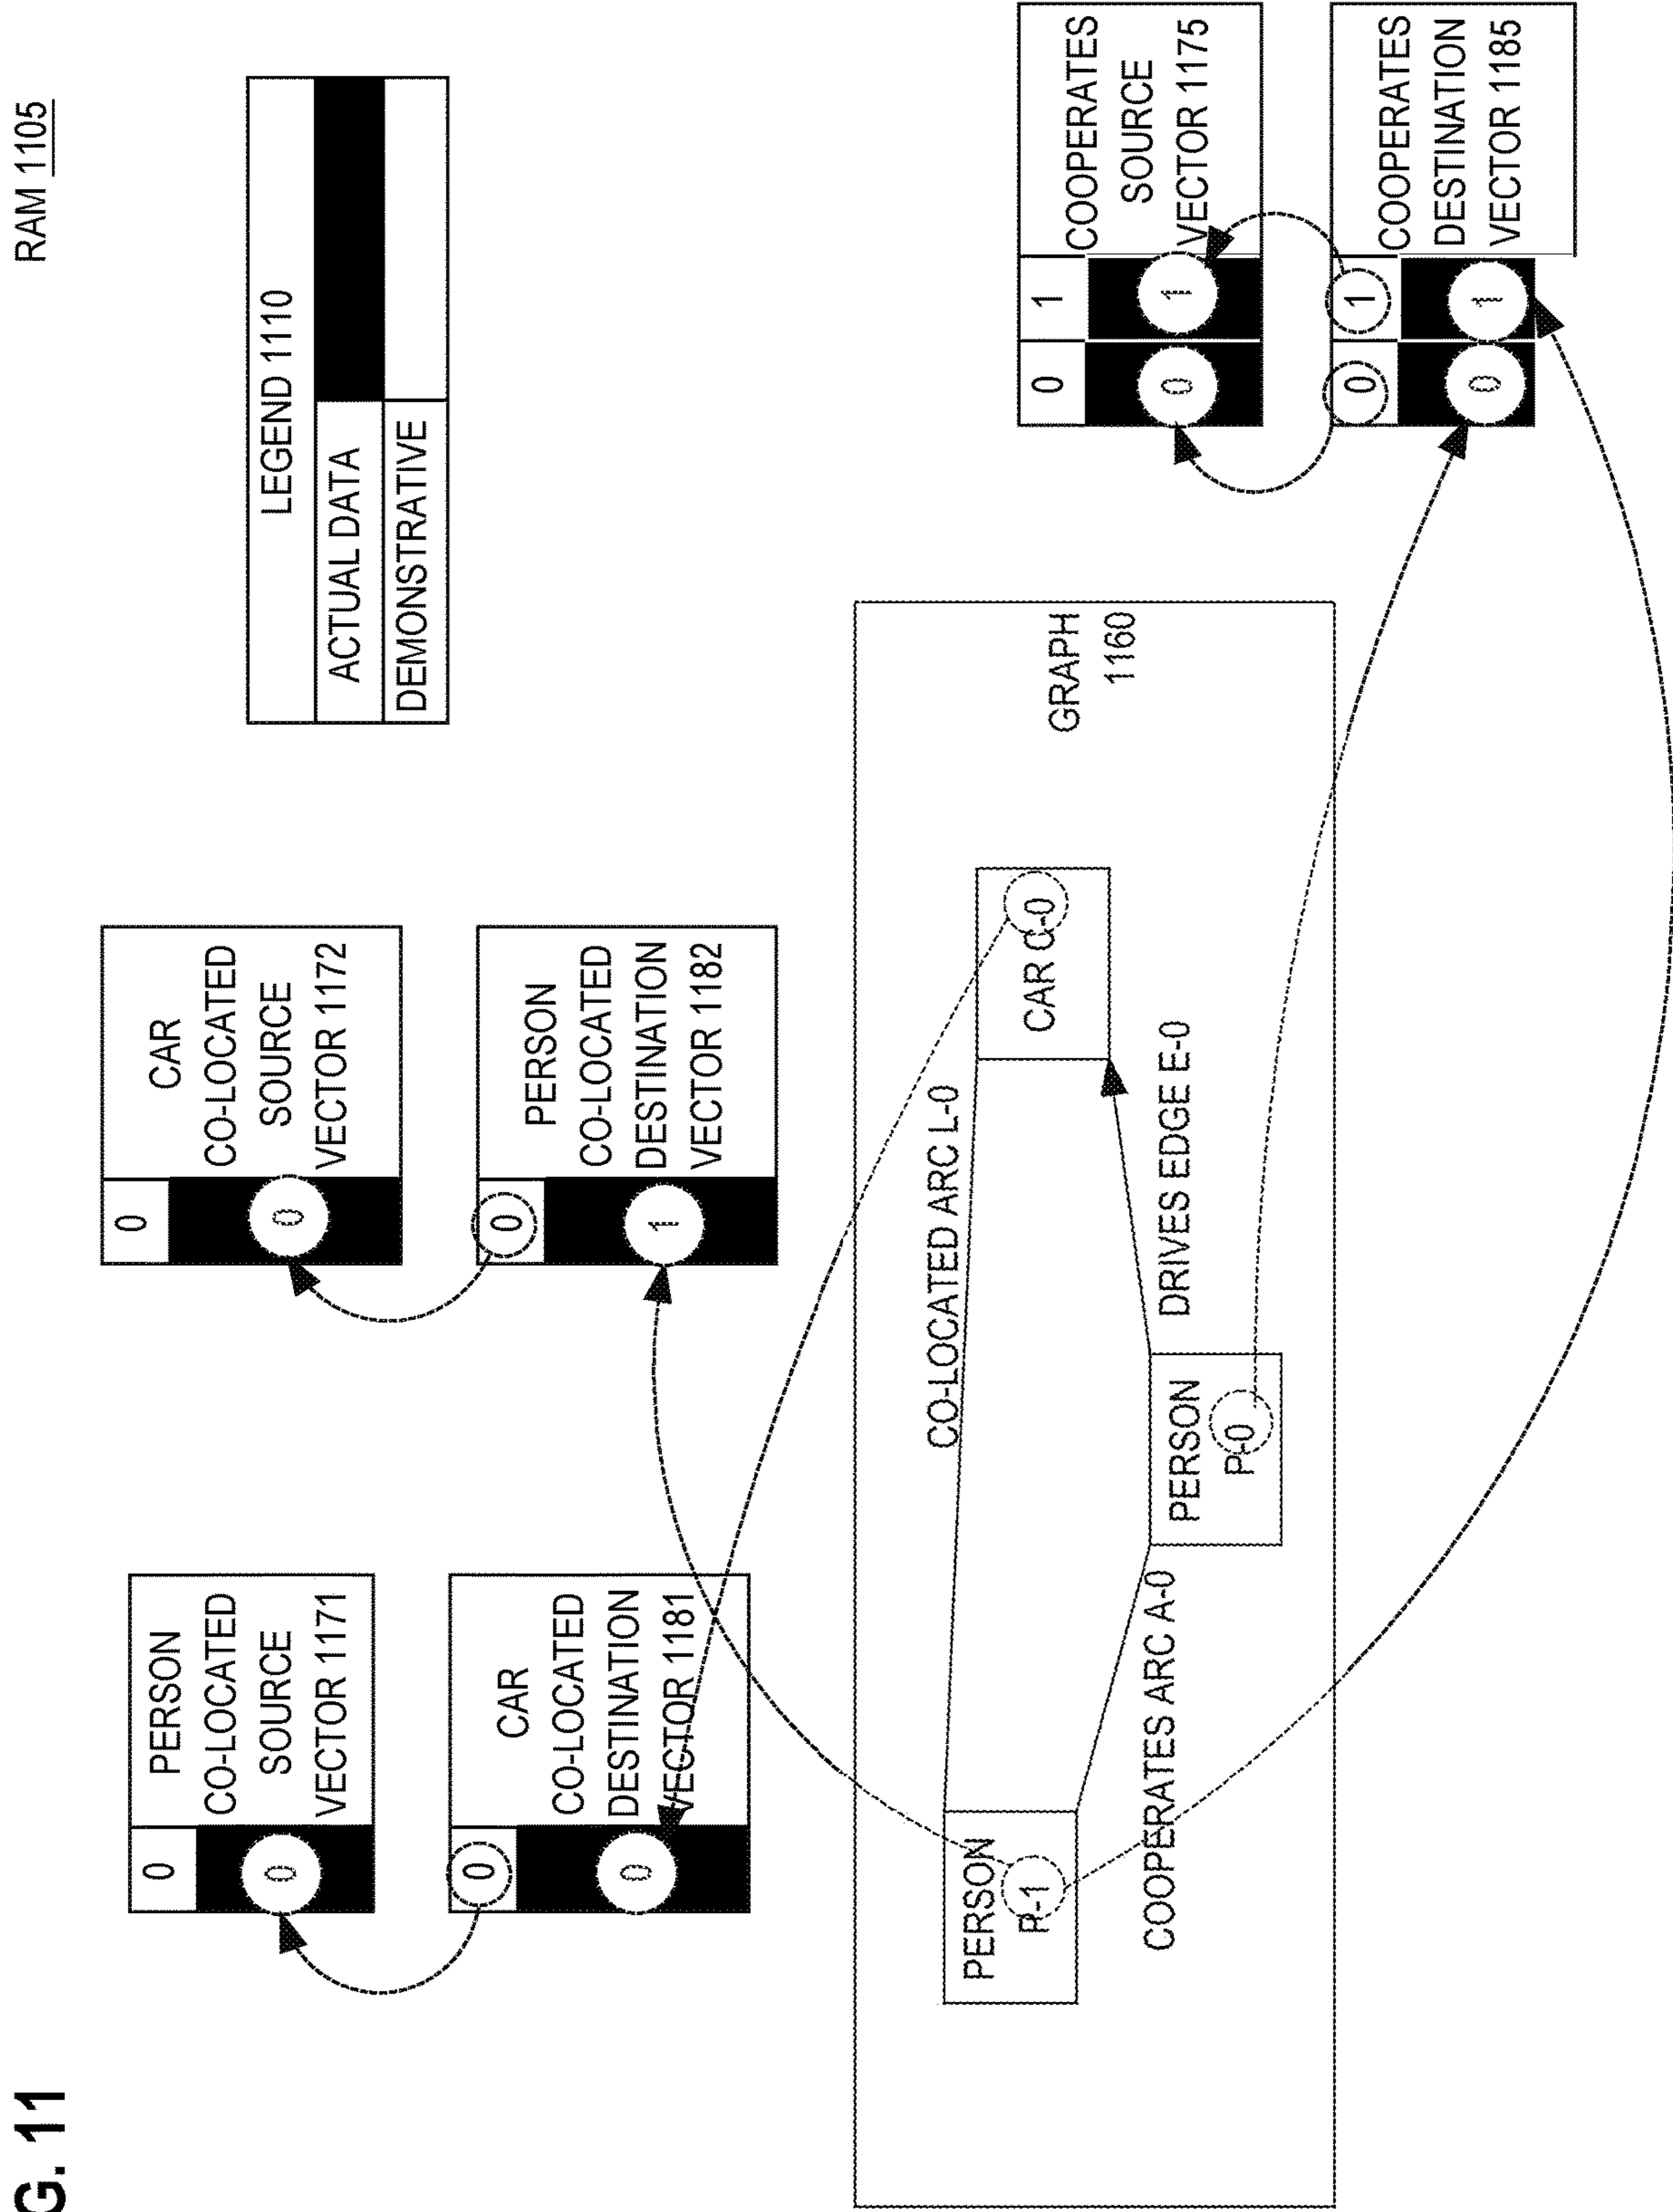 G. 11
RAM 1105
PERSON
CO-LOCATED
SOURCE
VECTOR 1171
0
0
CAR
CO-LOCATED
SOURCE
VECTOR 1172
0
0
LEGEND 1110
ACTUAL DATA
DEMONSTRATIVE
CAR
CO-LOCATED
DESTINATION
VECTOR 1181
0
0
PERSON
CO-LOCATED
DESTINATION
VECTOR 1182
0
1
CO-LOCATED ARC L-0
PERSON
P-1
CAR C-0
GRAPH
1160
COOPERATES ARC A-0
PERSON
P-0
DRIVES EDGE E-0
0 1
0 1
COOPERATES
SOURCE
VECTOR 1175
0 1
0 1
COOPERATES
DESTINATION
VECTOR 1185